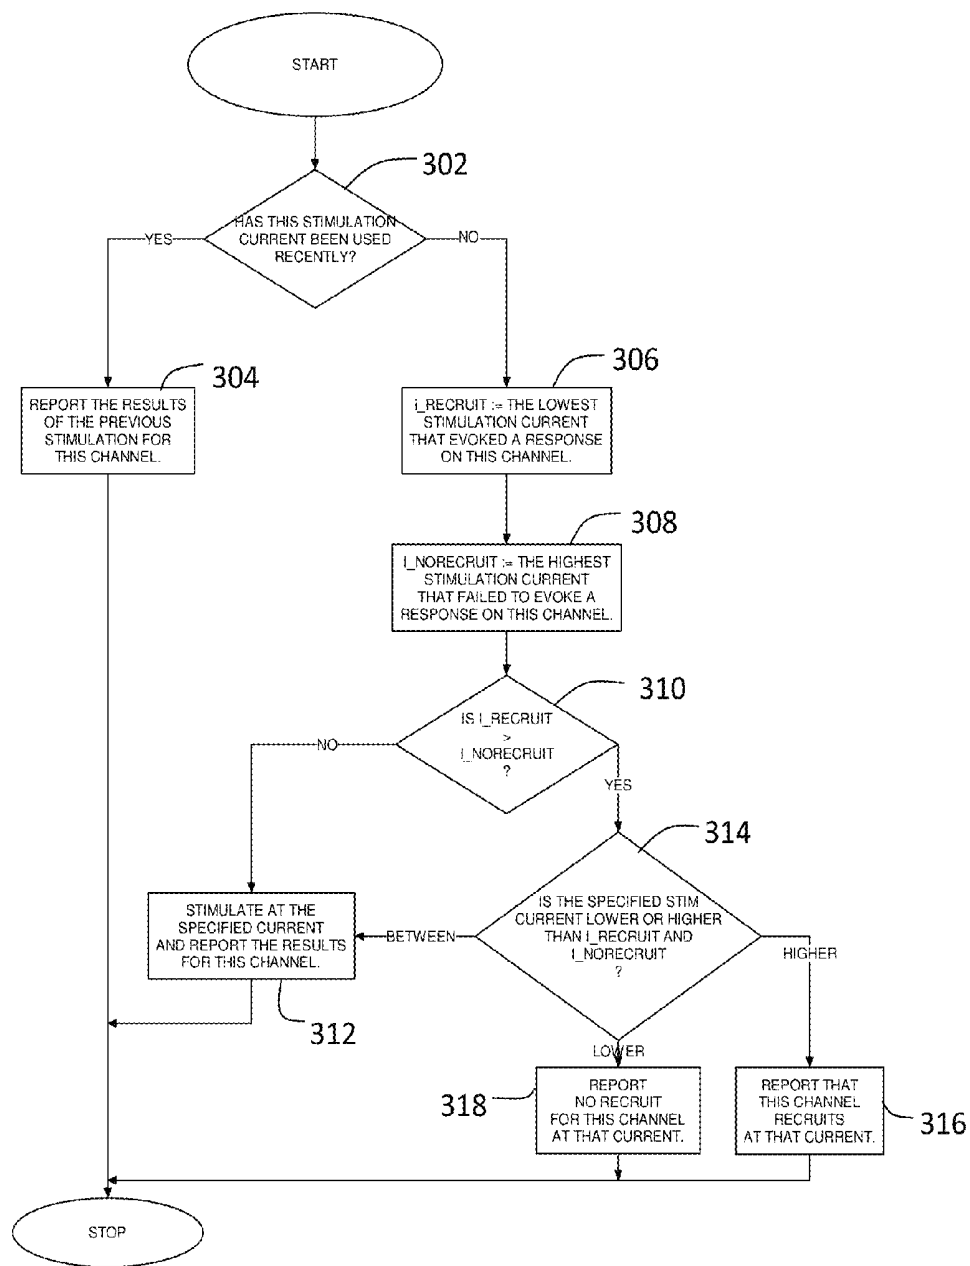 START
302
HAS THIS STIMULATION
CURRENT BEEN USED
RECENTLY?
YES
NO
304
306
REPORT THE RESULTS
OF THE PREVIOUS
STIMULATION FOR
THIS CHANNEL.
I_RECRUIT := THE LOWEST
STIMULATION CURRENT
THAT EVOKED A RESPONSE
ON THIS CHANNEL.
308
I_NORECRUIT := THE HIGHEST
STIMULATION CURRENT
THAT FAILED TO EVOKE A
RESPONSE ON THIS CHANNEL.
310
IS I_RECRUIT
>
I_NORECRUIT
?
NO
YES
314
IS THE SPECIFIED STIM
CURRENT LOWER OR HIGHER
THAN I_RECRUIT AND
I_NORECRUIT
?
STIMULATE AT THE
SPECIFIED CURRENT
AND REPORT THE RESULTS
FOR THIS CHANNEL.
BETWEEN
HIGHER
312
LOWER
318
REPORT
NO RECRUIT
FOR THIS CHANNEL
AT THAT CURRENT.
REPORT THAT
THIS CHANNEL
RECRUITS
AT THAT CURRENT.
316
STOP